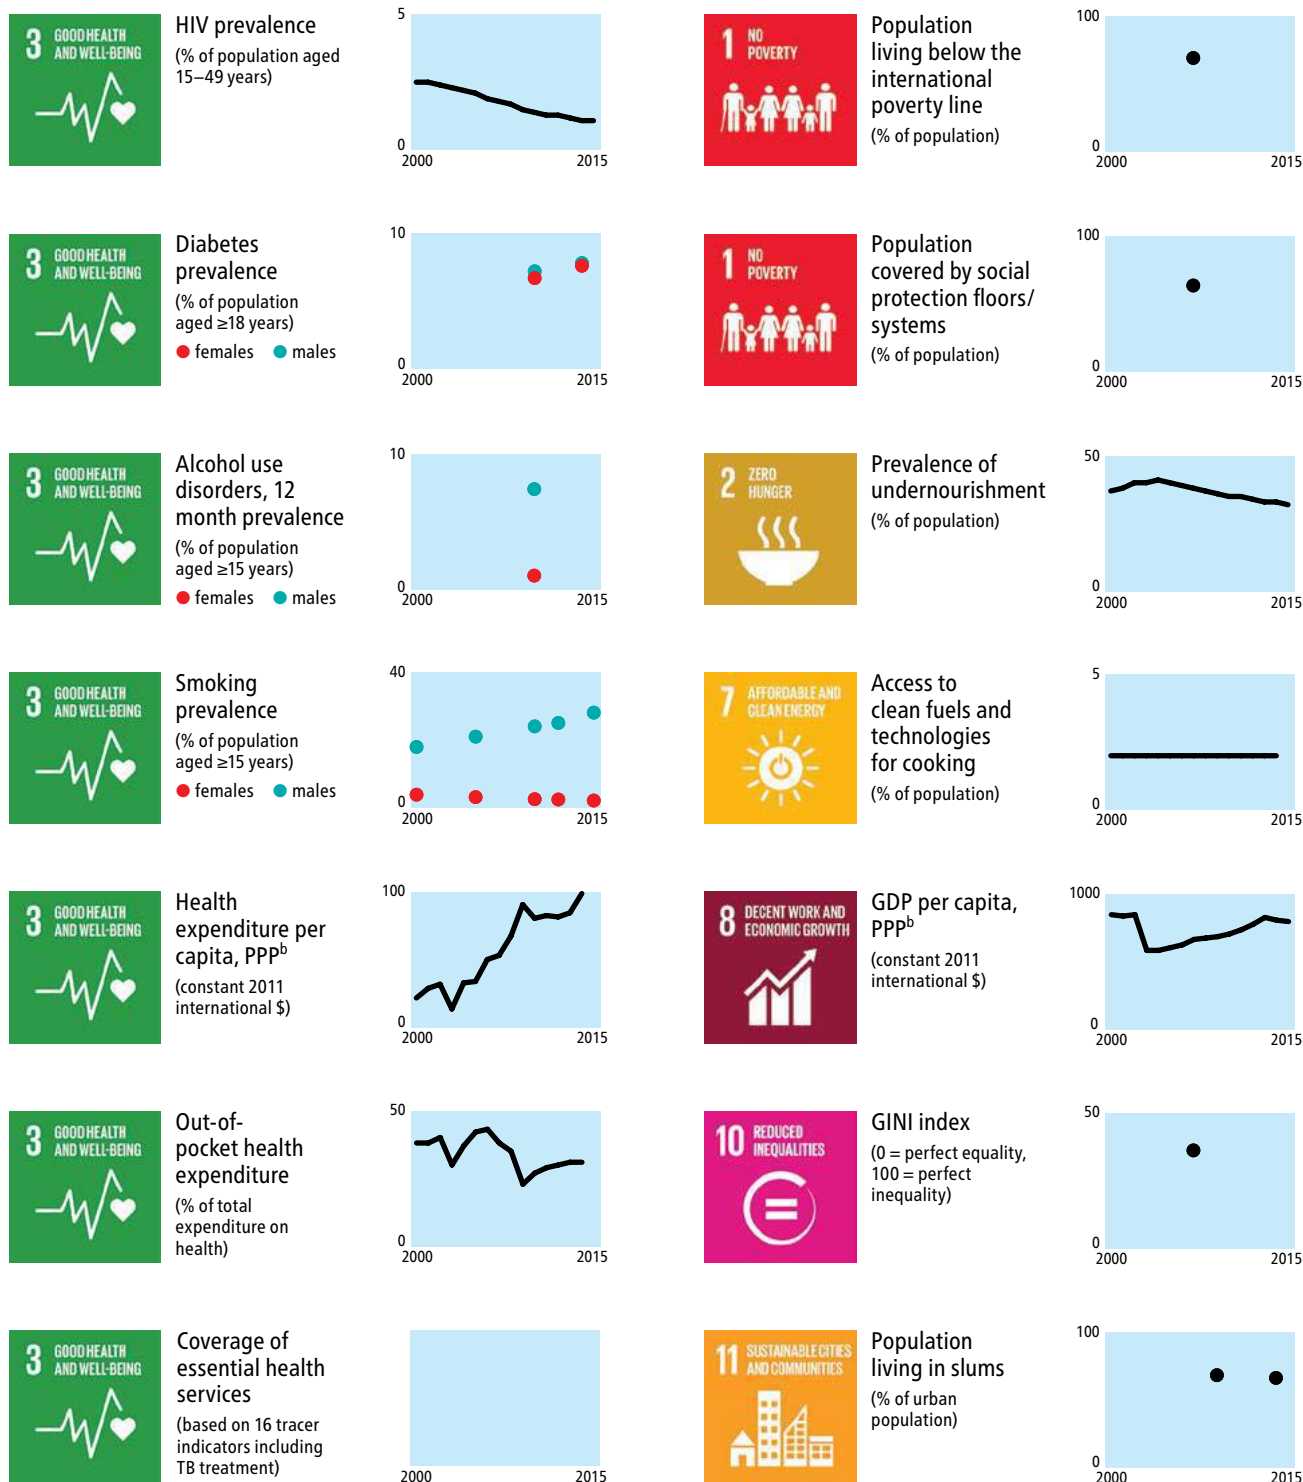 3 GOOD HEALTH
AND WELL-BEING
HIV prevalence
(% of population aged
15–49 years)
5
0
2000 2015
1 NO
POVERTY
Population
living below the
international
poverty line
(% of population)
100
0
2000 2015
3 GOOD HEALTH
AND WELL-BEING
Diabetes
prevalence
(% of population
aged ≥18 years)
females males
10
0
2000 2015
1 NO
POVERTY
Population
covered by social
protection floors/
systems
(% of population)
100
0
2000 2015
3 GOOD HEALTH
AND WELL-BEING
Alcohol use
disorders, 12
month prevalence
(% of population
aged ≥15 years)
females males
10
0
2000 2015
2 ZERO
HUNGER
Prevalence of
undernourishment
(% of population)
50
0
2000 2015
3 GOOD HEALTH
AND WELL-BEING
Smoking
prevalence
(% of population
aged ≥15 years)
females males
40
0
2000 2015
7 AFFORDABLE AND
CLEAN ENERGY
Access to
clean fuels and
technologies
for cooking
(% of population)
5
0
2000 2015
3 GOOD HEALTH
AND WELL-BEING
Health
expenditure per
capita, PPPᵇ
(constant 2011
international $)
100
0
2000 2015
8 DECENT WORK AND
ECONOMIC GROWTH
GDP per capita,
PPPᵇ
(constant 2011
international $)
1000
0
2000 2015
3 GOOD HEALTH
AND WELL-BEING
Out-of-
pocket health
expenditure
(% of total
expenditure on
health)
50
0
2000 2015
10 REDUCED
INEQUALITIES
GINI index
(0 = perfect equality,
100 = perfect
inequality)
50
0
2000 2015
3 GOOD HEALTH
AND WELL-BEING
Coverage of
essential health
services
(based on 16 tracer
indicators including
TB treatment)
2000 2015
11 SUSTAINABLE CITIES
AND COMMUNITIES
Population
living in slums
(% of urban
population)
100
0
2000 2015